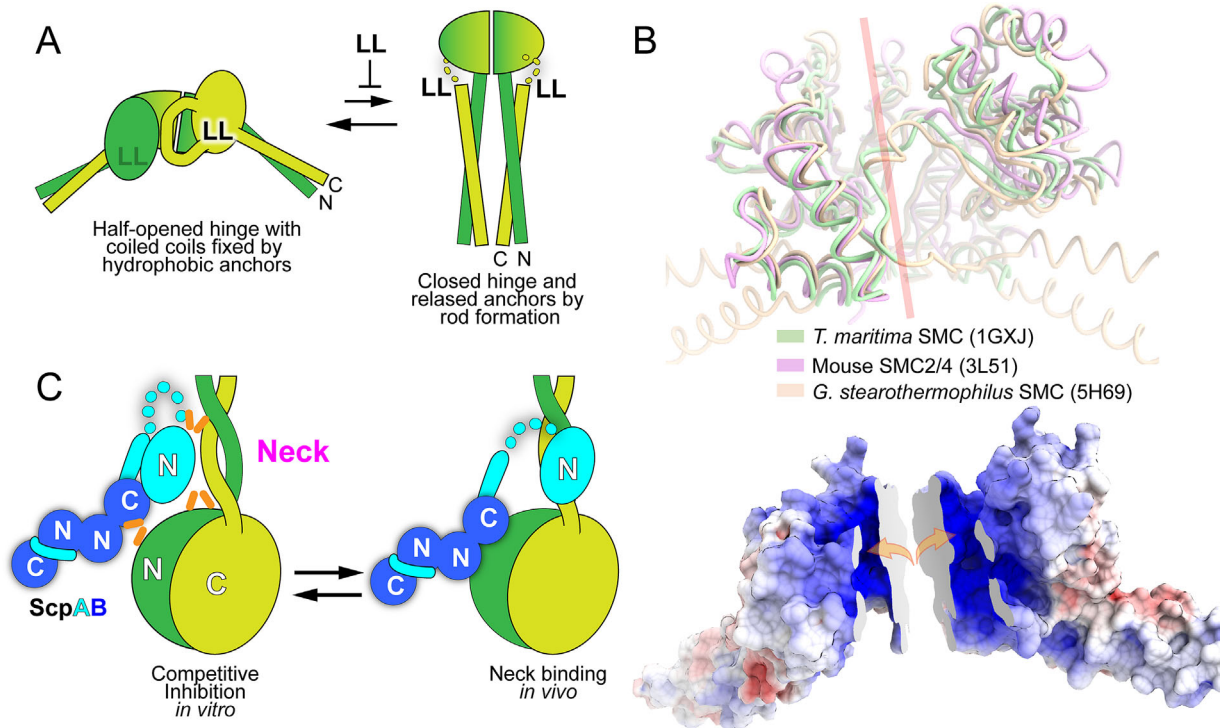 A
LL
LL
LL
LL
LL
C
N
Half-opened hinge with
coiled coils fixed by
hydrophobic anchors
C N
Closed hinge and
relased anchors by
rod formation
B
T. maritima SMC (1GXJ)
Mouse SMC2/4 (3L51)
G. stearothermophilus SMC (5H69)
C
N
Neck
C
N
N
C
N
C
ScpAB
Competitive
Inhibition
in vitro
N
C
N
N
C
Neck binding
in vivo